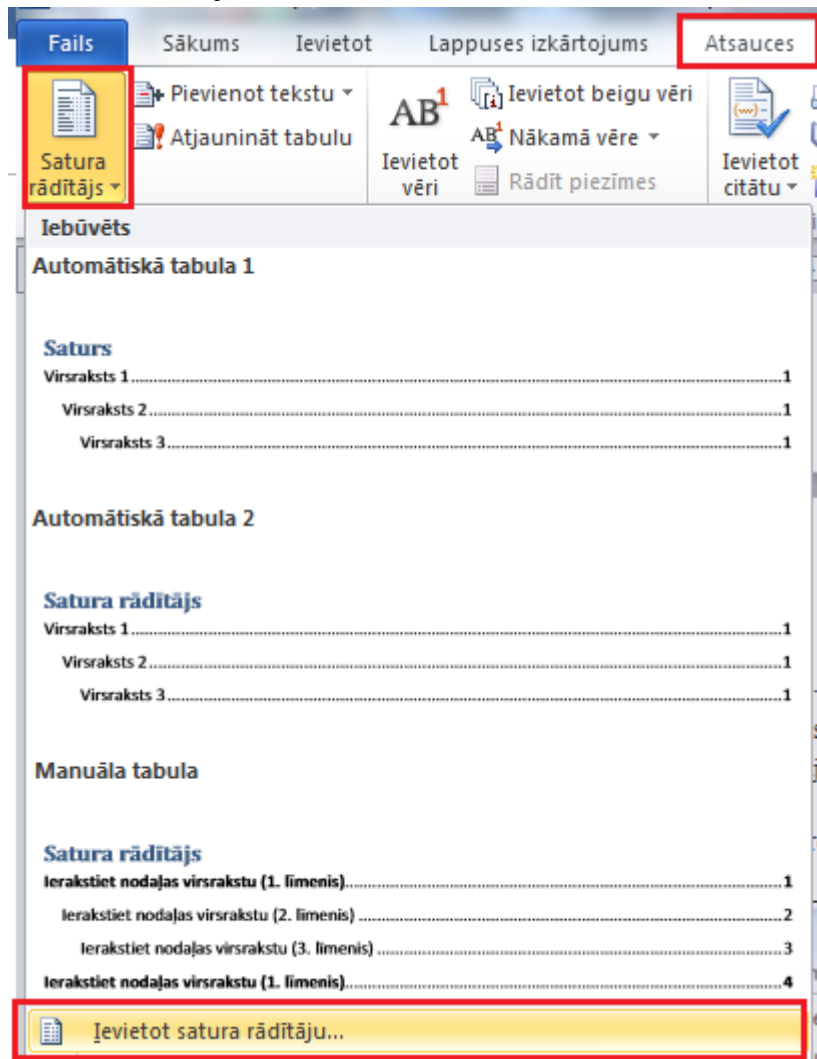 Fails Sākums Ievietot Lappuses izkārtojums Atsauces
Pievienot tekstu
Atjaunināt tabulu
Satura
rādītājs
AB1
Ievietot
vēri
Ievietot beigu vēri
AB1 Nākamā vēre
Rādīt piezīmes
Ievietot
citātu
Iebūvēts
Automātiskā tabula 1
Saturs
Virsraksts 1........................................1
Virsraksts 2........................................1
Virsraksts 3........................................1
Automātiskā tabula 2
Satura rādītājs
Virsraksts 1........................................1
Virsraksts 2........................................1
Virsraksts 3........................................1
Manuāla tabula
Satura rādītājs
Ierakstiet nodaļas virsrakstu (1. līmenis)........................................1
Ierakstiet nodaļas virsrakstu (2. līmenis)........................................2
Ierakstiet nodaļas virsrakstu (3. līmenis)........................................3
Ierakstiet nodaļas virsrakstu (1. līmenis)........................................4
Ievietot satura rādītāju...